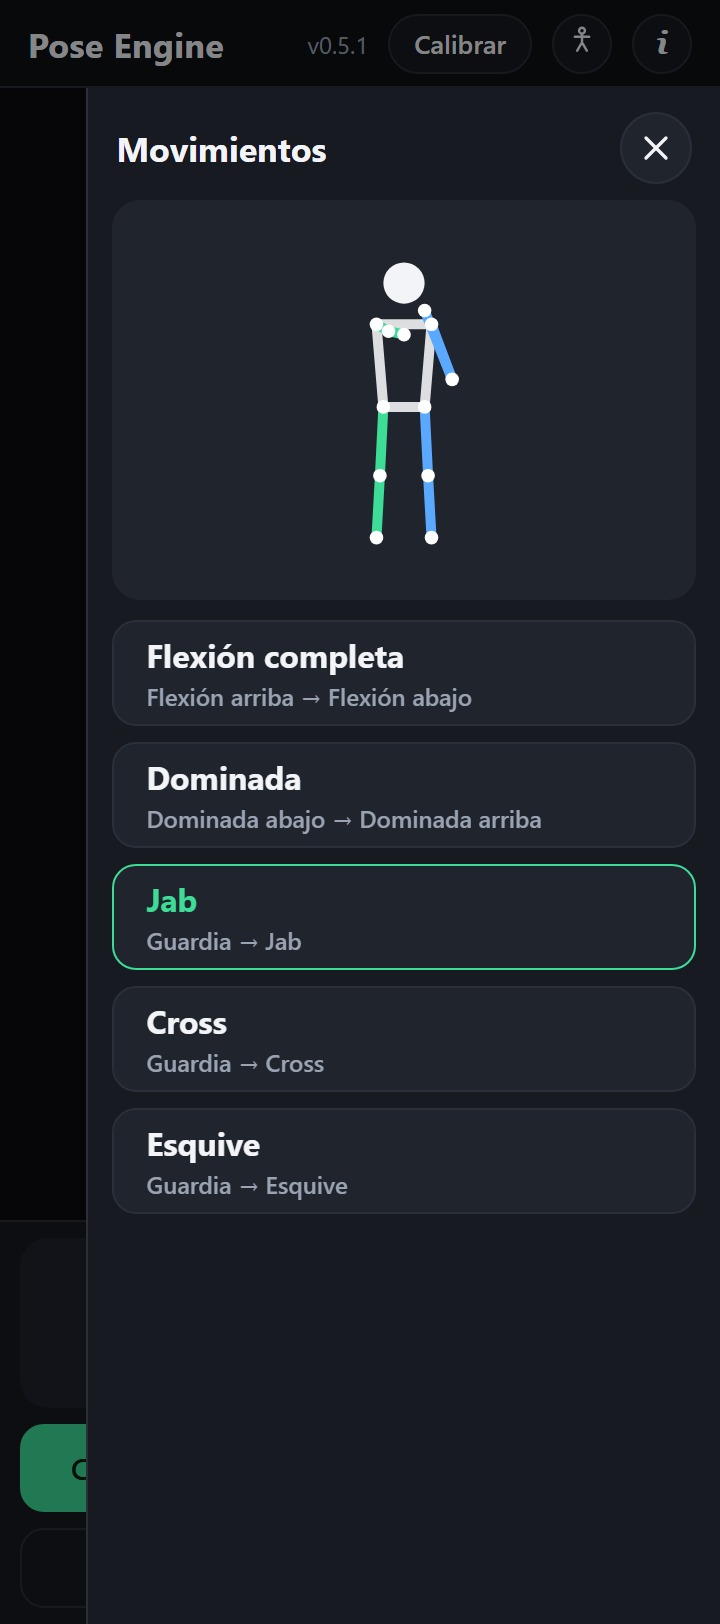 Pose Engine v0.5.1 Calibrar i
Movimientos
Flexión completa
Flexión arriba → Flexión abajo
Dominada
Dominada abajo → Dominada arriba
Jab
Guardia → Jab
Cross
Guardia → Cross
Esquive
Guardia → Esquive